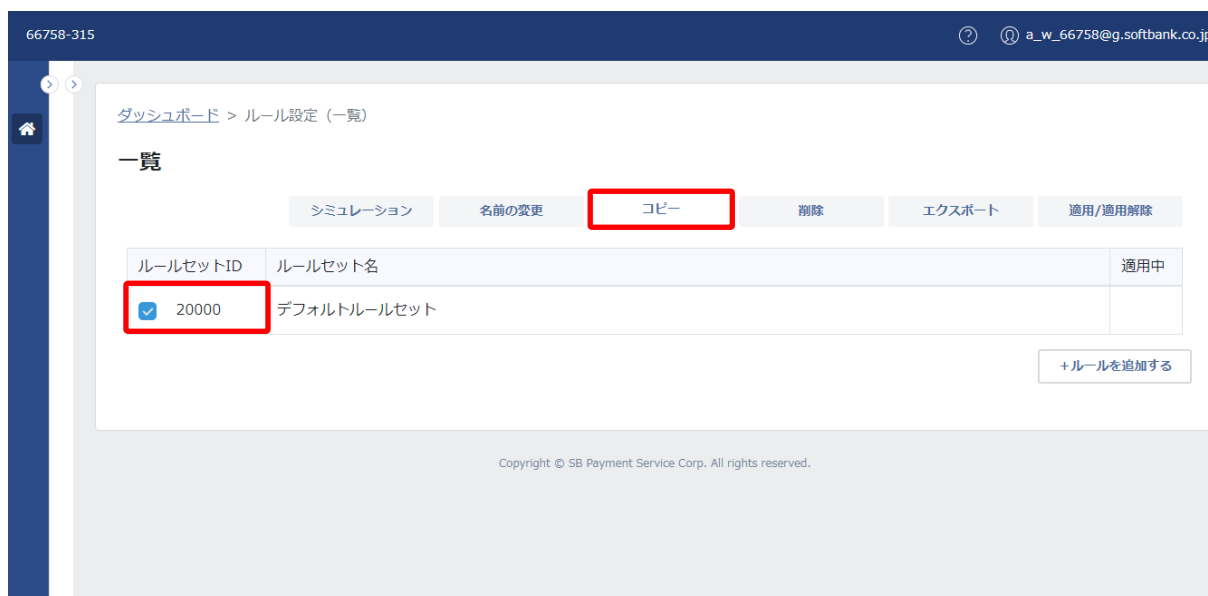 66758-315
a_w_66758@g.softbank.co.jp
ダッシュボード > ルール設定（一覧）
一覧
シミュレーション 名前の変更 コピー 削除 エクスポート 適用/適用解除
ルールセットID ルールセット名 適用中
20000 デフォルトルールセット
+ルールを追加する
Copyright © SB Payment Service Corp. All rights reserved.